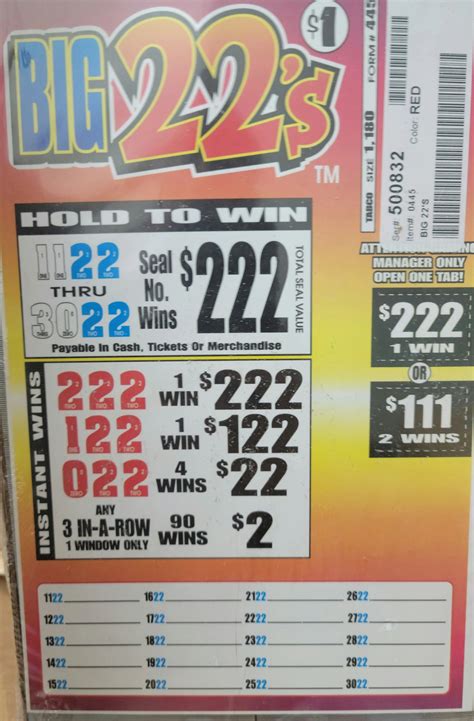 BIG 22's
$1
TM
TABCO SIZE 1,180 FORM # 445
Seq#: 500832
Color: RED
Item#: 0445
BIG 22'S
HOLD TO WIN
1122
THRU
3022
Seal
No.
Wins
$222
TOTAL SEAL VALUE
Payable In Cash, Tickets Or Merchandise
MANAGER ONLY
OPEN ONE TAB!
$222
1 WIN
OR
$111
2 WINS
INSTANT WINS
222 1 WIN $222
122 1 WIN $122
022 4 WINS $22
ANY
3 IN-A-ROW
1 WINDOW ONLY
90 WINS $2
1122 1622 2122 2622
1222 1722 2222 2722
1322 1822 2322 2822
1422 1922 2422 2922
1522 2022 2522 3022